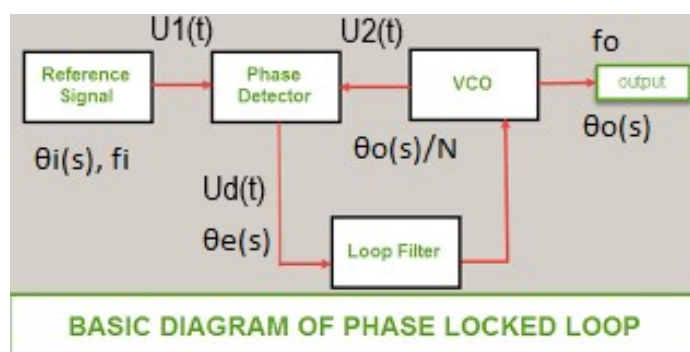 U1(t)
U2(t)
fo
Reference
Signal
Phase
Detector
VCO
output
θi(s), fi
θo(s)/N
θo(s)
Ud(t)
θe(s)
Loop Filter
BASIC DIAGRAM OF PHASE LOCKED LOOP